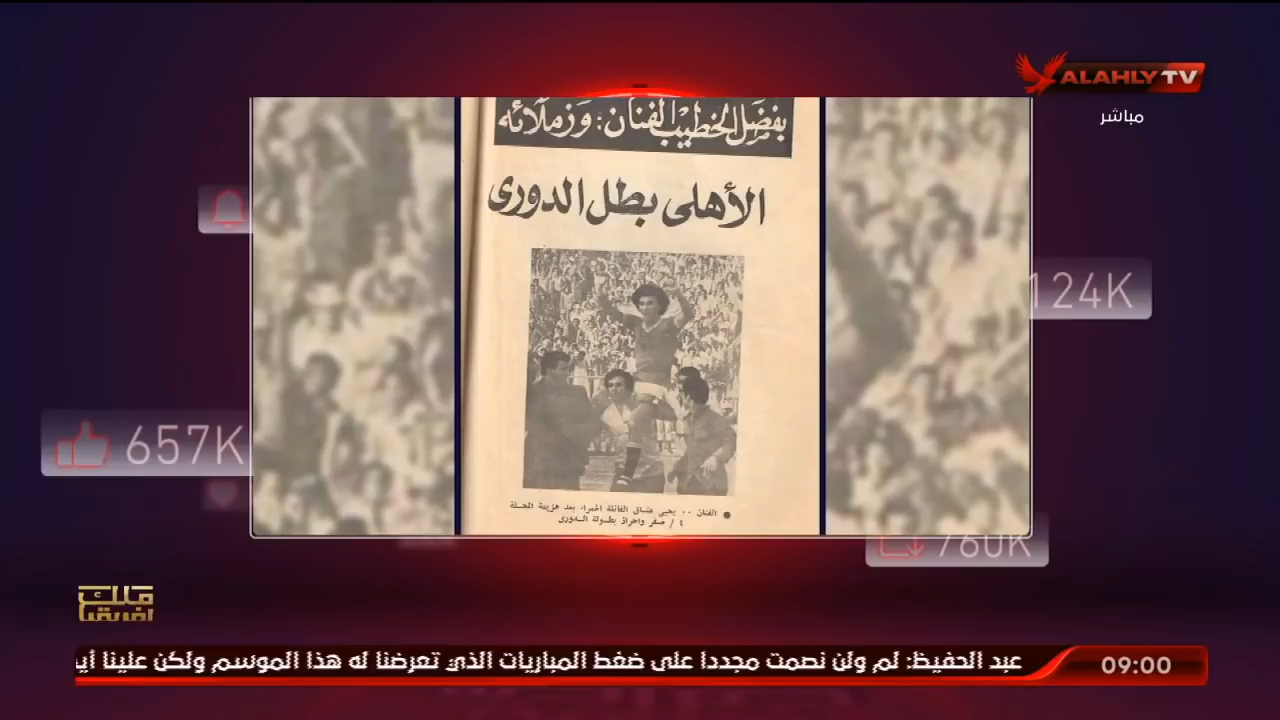 ALAHLY TV
مباشر
بفضل الخطيب الفنان: وزملائه
الأهلى بطل الدورى
الفنان .. يحيى عشاق الفانلة الحمراء بعد هزيمة المحلة
٤ / صفر واحراز بطولة الدورى
124K
657K
760K
ملك
افريقيا
09:00
عبد الحفيظ: لم ولن نصمت مجددا على ضغط المباريات الذي تعرضنا له هذا الموسم ولكن علينا أيد